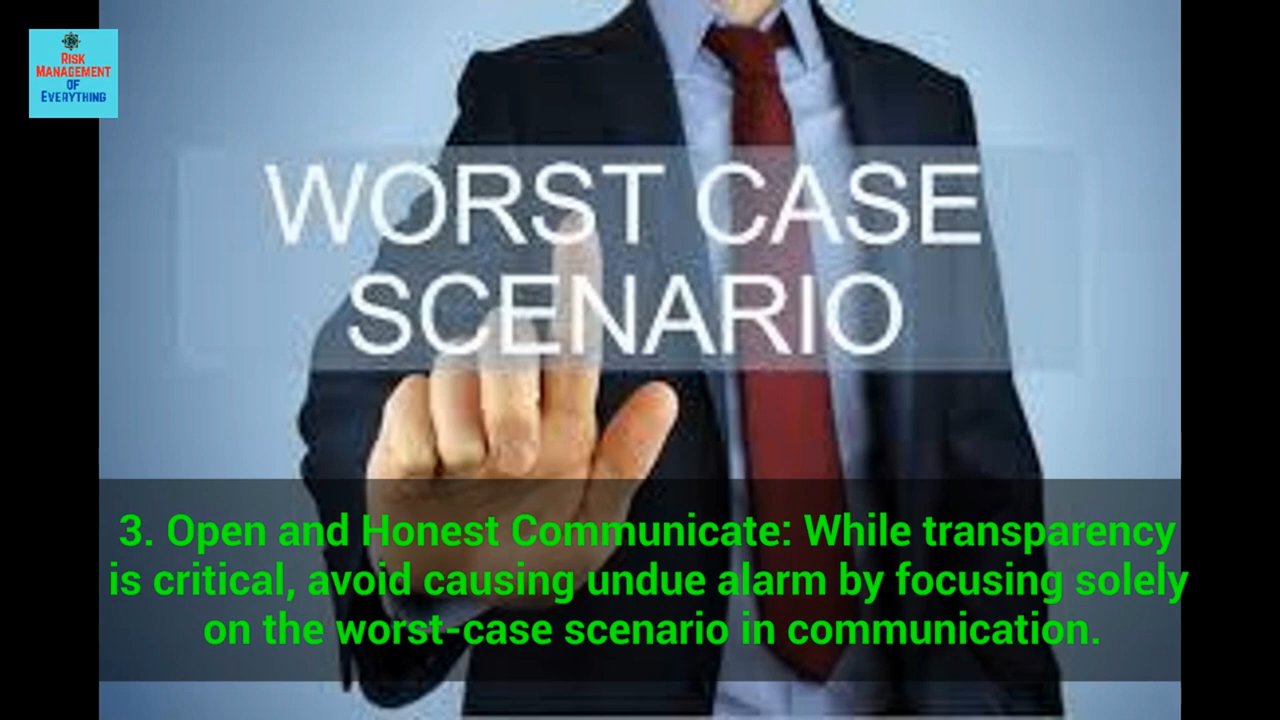 RISK
MANAGEMENT
OF
EVERYTHING
WORST CASE
SCENARIO
3. Open and Honest Communicate: While transparency
is critical, avoid causing undue alarm by focusing solely
on the worst-case scenario in communication.